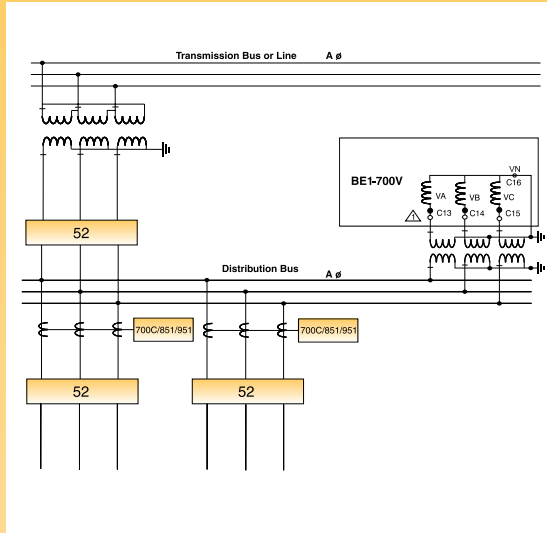 Transmission Bus or Line A ø
BE1-700V
VN
C16
VA VB VC
C13 C14 C15
52
Distribution Bus A ø
700C/851/951 700C/851/951
52 52